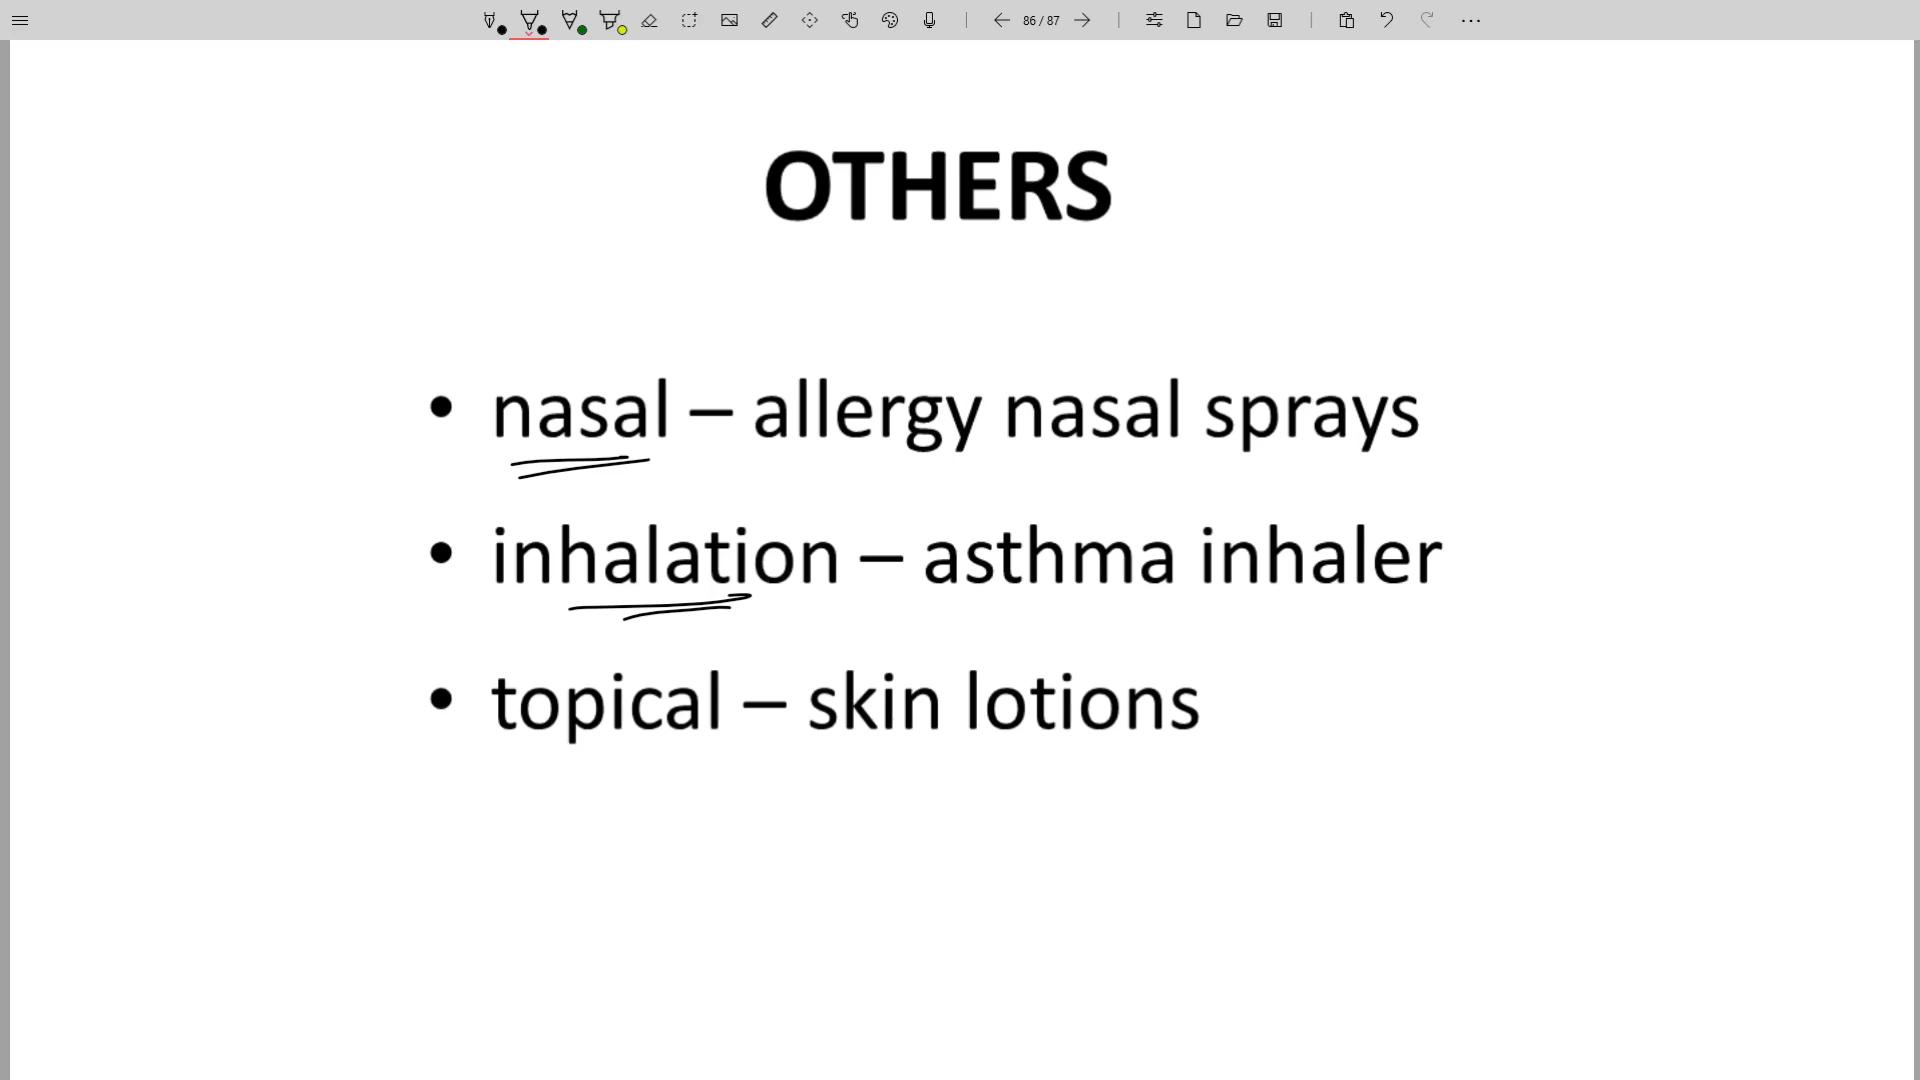 86 / 87
OTHERS
• nasal – allergy nasal sprays
• inhalation – asthma inhaler
• topical – skin lotions